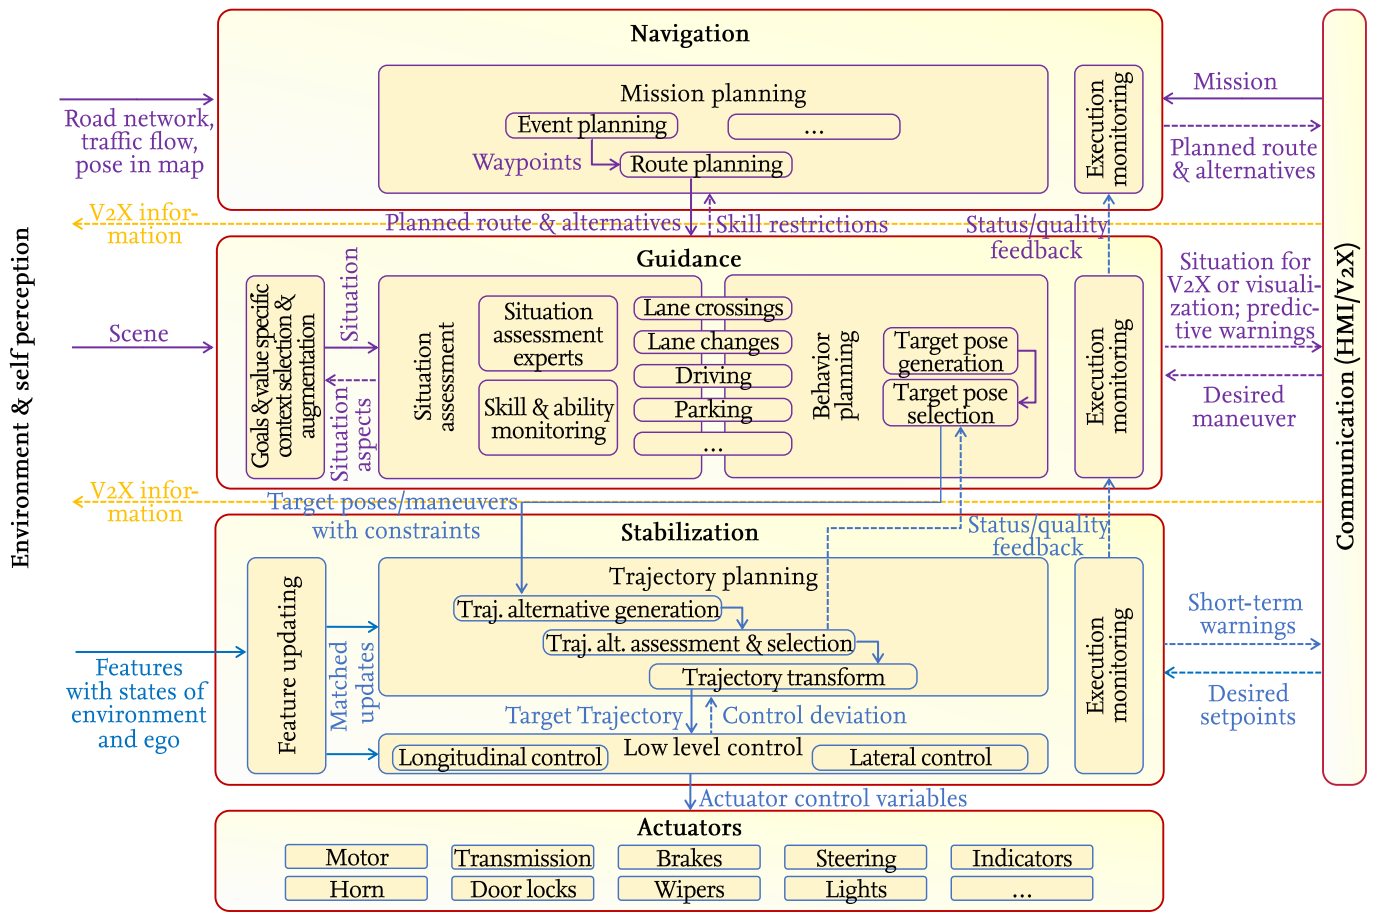 Environment & self perception
Navigation
Mission planning
Event planning
...
Waypoints
Route planning
Execution
monitoring
Road network,
traffic flow,
pose in map
Mission
Planned route
& alternatives
V2X infor-
mation
Planned route & alternatives
Skill restrictions
Status/quality
feedback
Guidance
Scene
Goals & value specific
context selection &
augmentation
Situation
Situation
aspects
Situation
assessment
Situation
assessment
experts
Skill & ability
monitoring
Lane crossings
Lane changes
Driving
Parking
...
Behavior
planning
Target pose
generation
Target pose
selection
Execution
monitoring
Situation for
V2X or visuali-
zation; predic-
tive warnings
Desired
maneuver
Communication (HMI/V2X)
V2X infor-
mation
Target poses/maneuvers
with constraints
Status/quality
feedback
Stabilization
Features
with states of
environment
and ego
Feature updating
Matched
updates
Trajectory planning
Traj. alternative generation
Traj. alt. assessment & selection
Trajectory transform
Target Trajectory
Control deviation
Low level control
Longitudinal control
Lateral control
Execution
monitoring
Short-term
warnings
Desired
setpoints
Actuator control variables
Actuators
Motor
Transmission
Brakes
Steering
Indicators
Horn
Door locks
Wipers
Lights
...